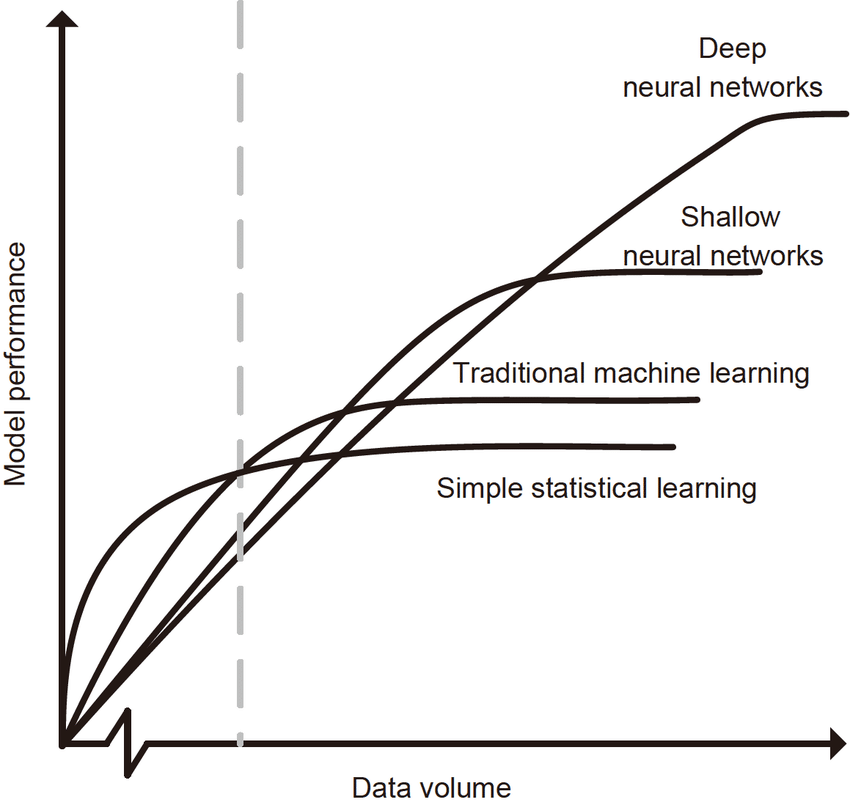 Deep
neural networks
Shallow
neural networks
Traditional machine learning
Simple statistical learning
Model performance
Data volume